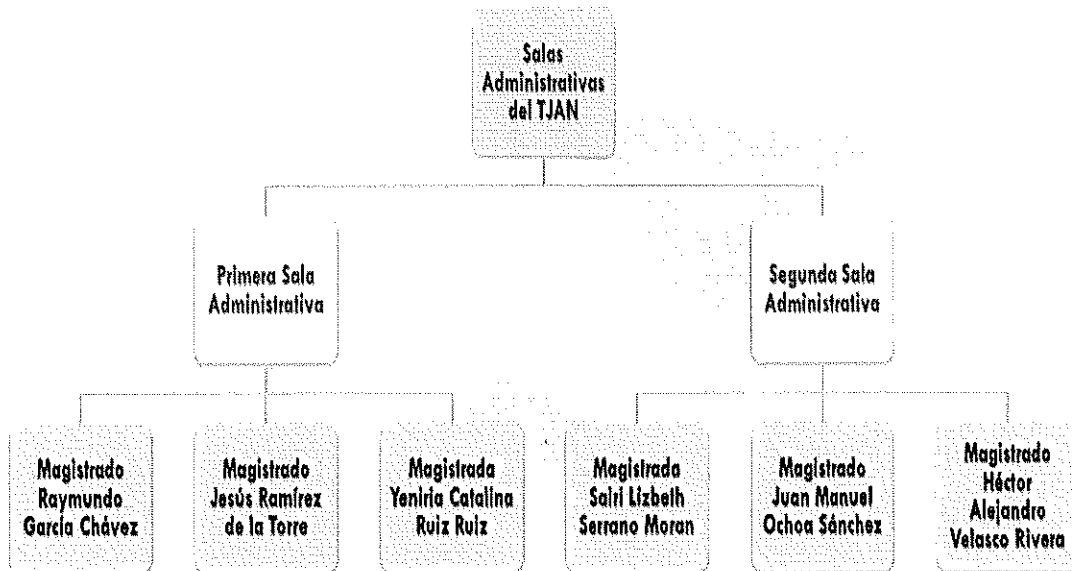 Salas
Administrativas
del TJAN
Primera Sala
Administrativa
Segunda Sala
Administrativa
Magistrado
Raymundo
García Chávez
Magistrado
Jesús Ramírez
de la Torre
Magistrada
Yeniria Catalina
Ruiz Ruiz
Magistrada
Sairi Lizbeth
Serrano Moran
Magistrado
Juan Manuel
Ochoa Sánchez
Magistrado
Héctor
Alejandro
Velasco Rivera